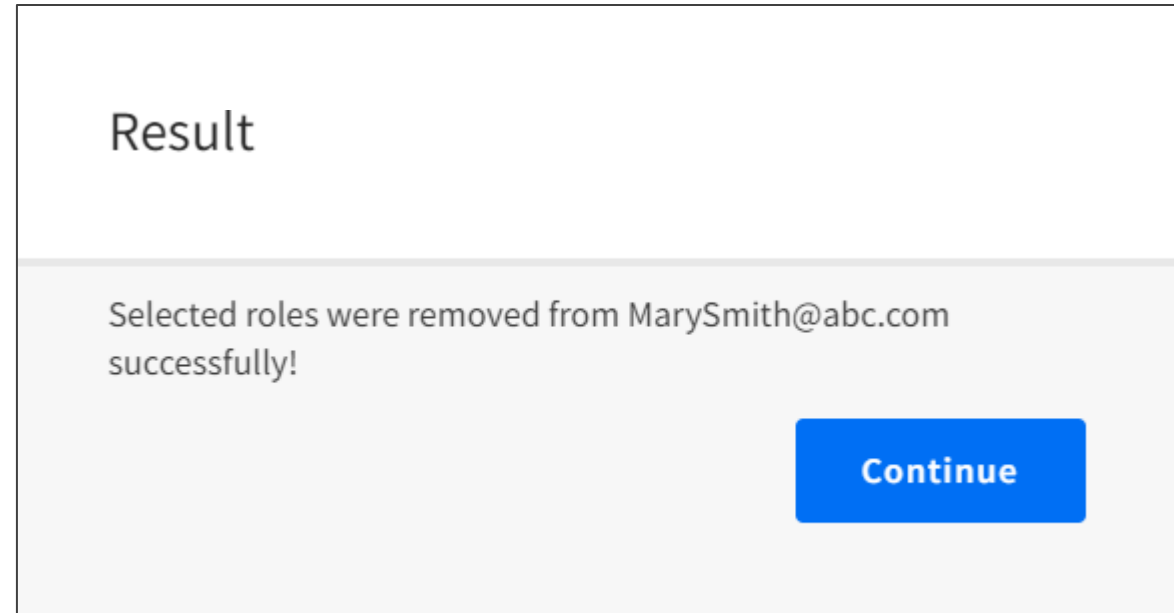 Result
Selected roles were removed from MarySmith@abc.com
successfully!
Continue